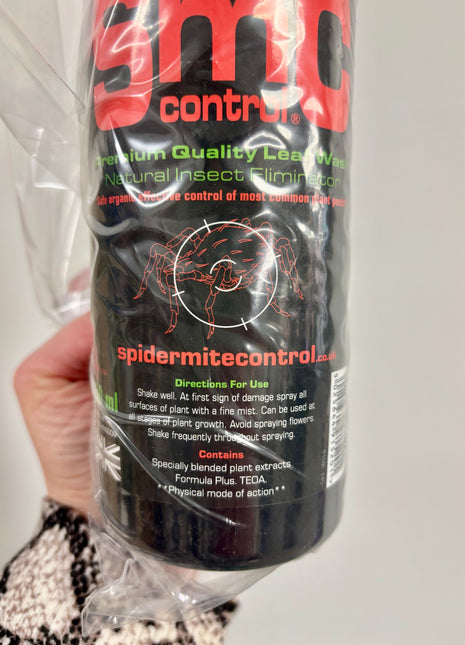 smc
control®
Premium Quality Leaf Wash
Natural Insect Eliminator
Safe organic effective control of most common plant pests
spidermitecontrol.co.uk
Directions For Use
Shake well. At first sign of damage spray all
surfaces of plant with a fine mist. Can be used at
all stages of plant growth. Avoid spraying flowers.
Shake frequently throughout spraying.
ml
Contains
Specially blended plant extracts
Formula Plus. TEOA.
**Physical mode of action**